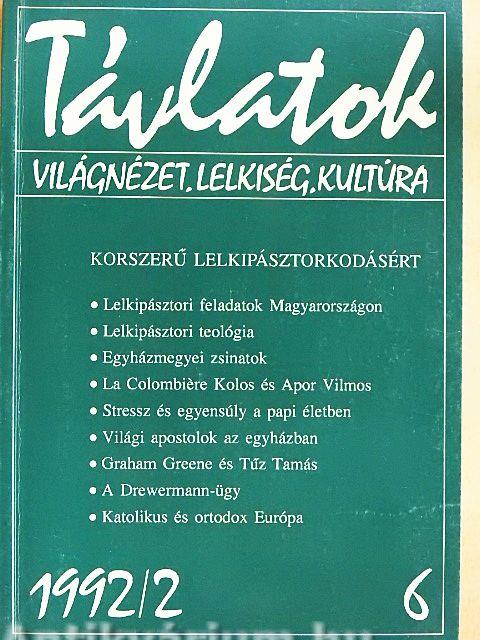 Távlatok
VILÁGNÉZET.LELKISÉG.KULTÚRA
KORSZERŰ LELKIPÁSZTORKODÁSÉRT
• Lelkipásztori feladatok Magyarországon
• Lelkipásztori teológia
• Egyházmegyei zsinatok
• La Colombière Kolos és Apor Vilmos
• Stressz és egyensúly a papi életben
• Világi apostolok az egyházban
• Graham Greene és Tűz Tamás
• A Drewermann-ügy
• Katolikus és ortodox Európa
1992/2 6